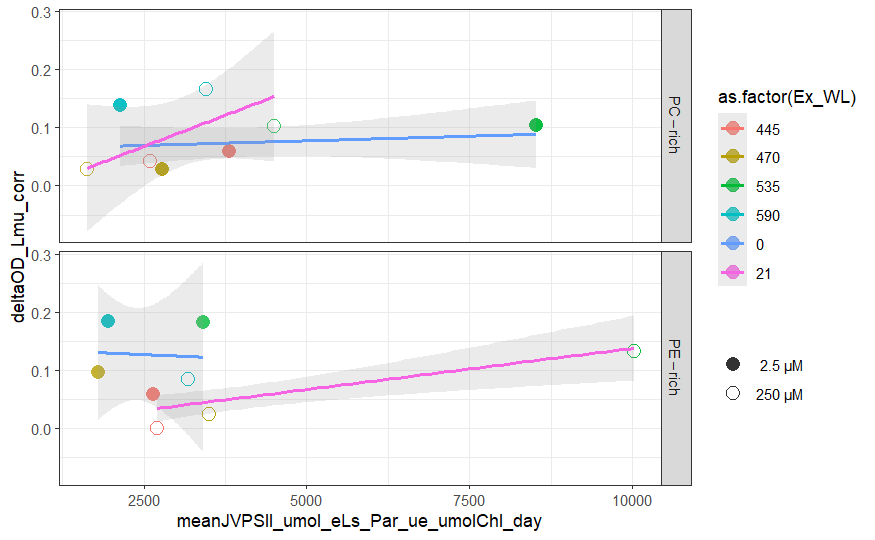 0.3
0.2
0.1
0.0
PC – rich
0.3
0.2
0.1
0.0
PE – rich
2500
5000
7500
10000
meanJVPSII_umol_eLs_Par_ue_umolChl_day
deltaOD_Lmu_corr
as.factor(Ex_WL)
445
470
535
590
0
21
2.5 µM
250 µM